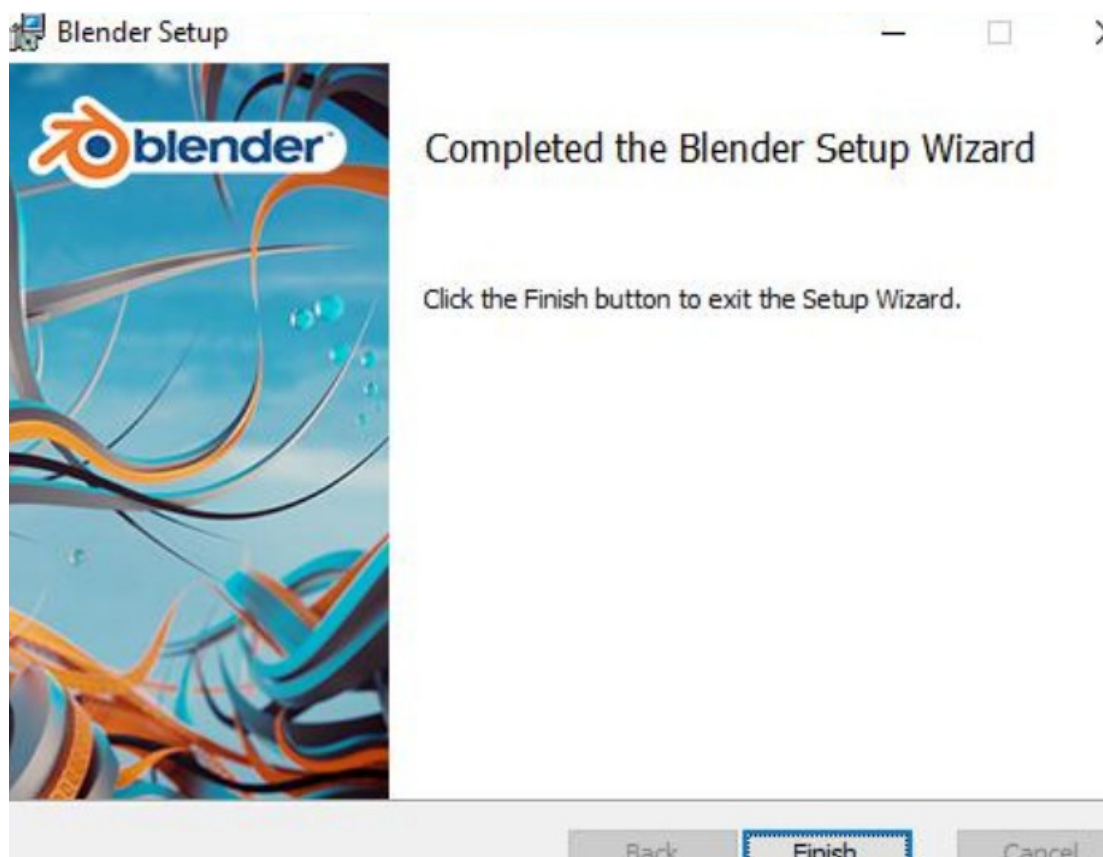 Blender Setup
blender
Completed the Blender Setup Wizard
Click the Finish button to exit the Setup Wizard.
Back
Finish
Cancel